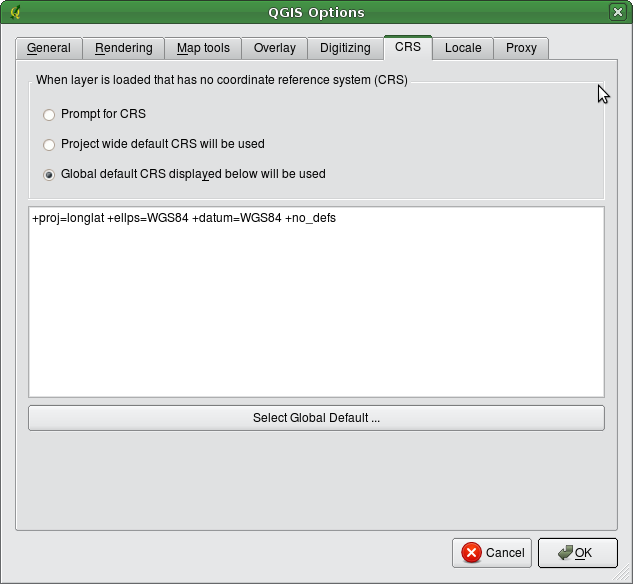 QGIS Options
General Rendering Map tools Overlay Digitizing CRS Locale Proxy
When layer is loaded that has no coordinate reference system (CRS)
Prompt for CRS
Project wide default CRS will be used
Global default CRS displayed below will be used
+proj=longlat +ellps=WGS84 +datum=WGS84 +no_defs
Select Global Default ...
Cancel OK